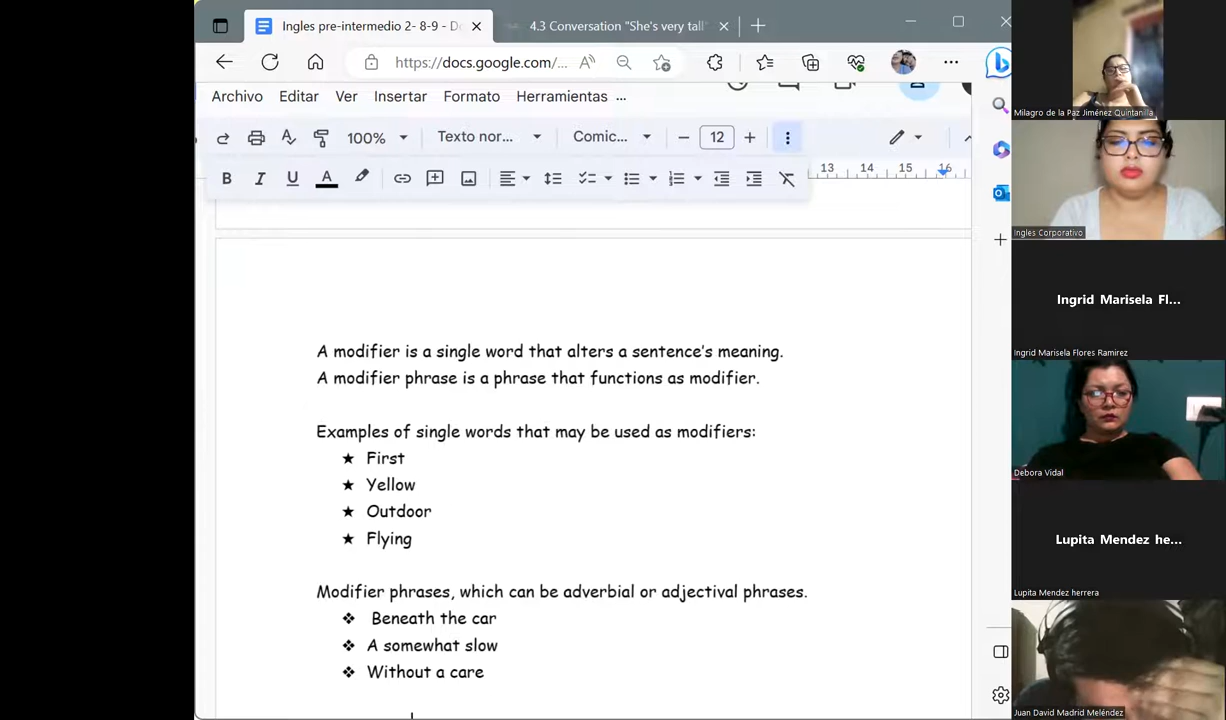 Ingles pre-intermedio 2- 8-9 - Do
4.3 Conversation "She's very tall"
https://docs.google.com/...
Archivo Editar Ver Insertar Formato Herramientas ...
100% Texto nor... Comic... 12
13 14 15 16
A modifier is a single word that alters a sentence's meaning.
A modifier phrase is a phrase that functions as modifier.
Examples of single words that may be used as modifiers:
★ First
★ Yellow
★ Outdoor
★ Flying
Modifier phrases, which can be adverbial or adjectival phrases.
❖ Beneath the car
❖ A somewhat slow
❖ Without a care
Milagro de la Paz Jiménez Quintanilla
Ingles Corporativo
Ingrid Marisela Fl...
Ingrid Marisela Flores Ramirez
Debora Vidal
Lupita Mendez he...
Lupita Mendez herrera
Juan David Madrid Meléndez